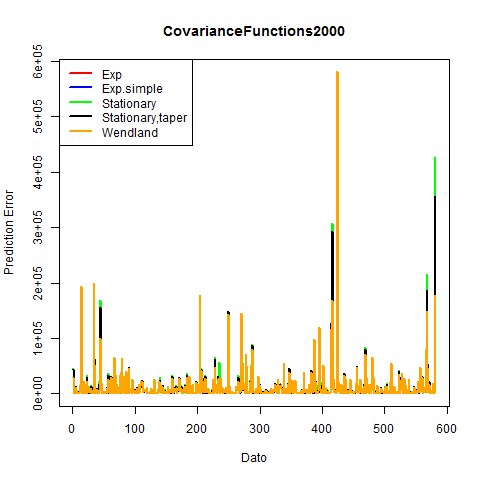 CovarianceFunctions2000
Exp
Exp.simple
Stationary
Stationary,taper
Wendland
Prediction Error
0e+00
1e+05
2e+05
3e+05
4e+05
5e+05
6e+05
0
100
200
300
400
500
600
Dato